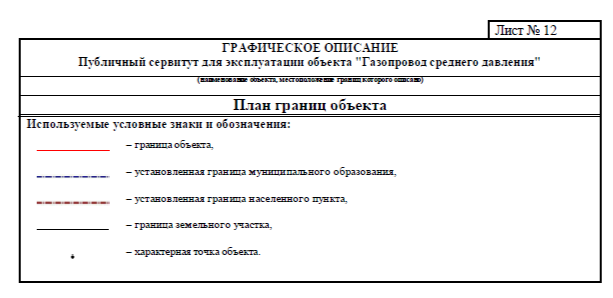 Лист № 12
ГРАФИЧЕСКОЕ ОПИСАНИЕ
Публичный сервитут для эксплуатации объекта "Газопровод среднего давления"
(наименование объекта, местоположение границ которого описано)
План границ объекта
Используемые условные знаки и обозначения:
– граница объекта,
– установленная граница муниципального образования,
– установленная граница населенного пункта,
– граница земельного участка,
– характерная точка объекта.